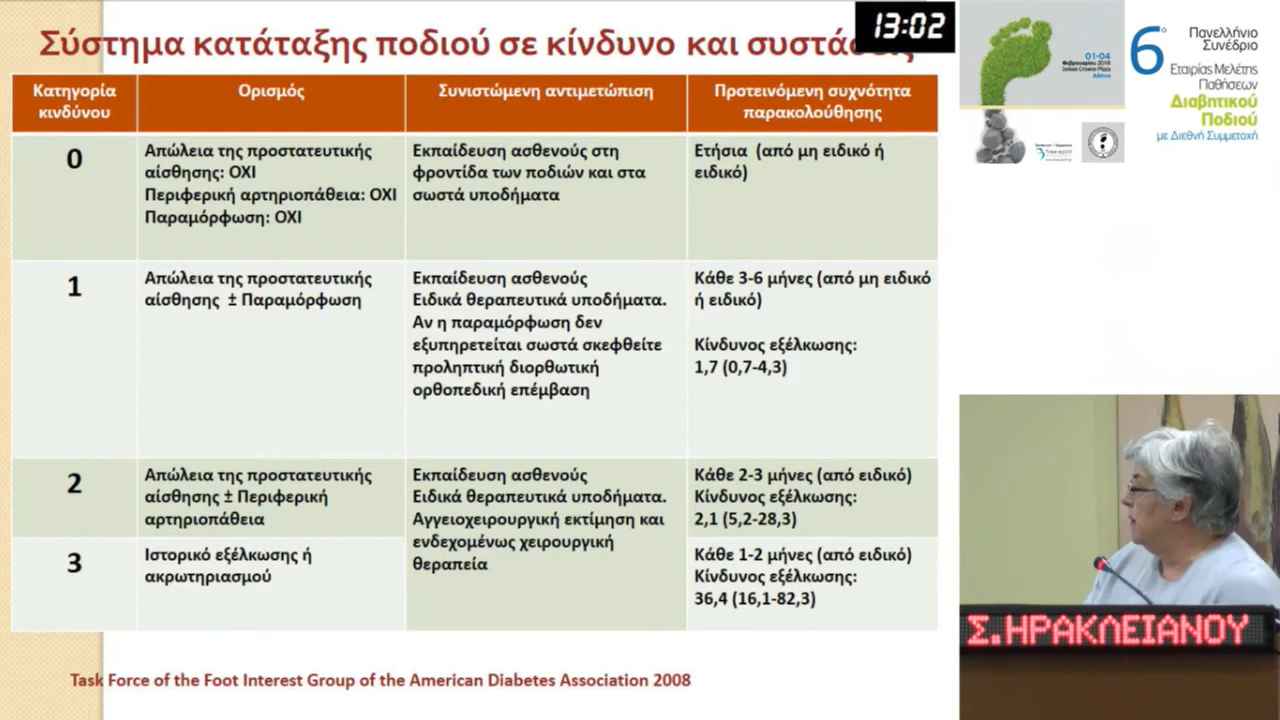 Σύστημα κατάταξης ποδιού σε κίνδυνο και συστάσεις
13:02
Κατηγορία
κινδύνου
Ορισμός
Συνιστώμενη αντιμετώπιση
Προτεινόμενη συχνότητα
παρακολούθησης
0
Απώλεια της προστατευτικής
αίσθησης: ΟΧΙ
Περιφερική αρτηριοπάθεια: ΟΧΙ
Παραμόρφωση: ΟΧΙ
Εκπαίδευση ασθενούς στη
φροντίδα των ποδιών και στα
σωστά υποδήματα
Ετήσια (από μη ειδικό ή
ειδικό)
1
Απώλεια της προστατευτικής
αίσθησης ± Παραμόρφωση
Εκπαίδευση ασθενούς
Ειδικά θεραπευτικά υποδήματα.
Αν η παραμόρφωση δεν
εξυπηρετείται σωστά σκεφθείτε
προληπτική διορθωτική
ορθοπεδική επέμβαση
Κάθε 3-6 μήνες (από μη ειδικό
ή ειδικό)
Κίνδυνος εξέλκωσης:
1,7 (0,7-4,3)
2
Απώλεια της προστατευτικής
αίσθησης ± Περιφερική
αρτηριοπάθεια
Εκπαίδευση ασθενούς
Ειδικά θεραπευτικά υποδήματα.
Αγγειοχειρουργική εκτίμηση και
ενδεχομένως χειρουργική
θεραπεία
Κάθε 2-3 μήνες (από ειδικό)
Κίνδυνος εξέλκωσης:
2,1 (5,2-28,3)
3
Ιστορικό εξέλκωσης ή
ακρωτηριασμού
Κάθε 1-2 μήνες (από ειδικό)
Κίνδυνος εξέλκωσης:
36,4 (16,1-82,3)
Task Force of the Foot Interest Group of the American Diabetes Association 2008
01-04
Φεβρουαρίου 2018
Αθήνα
6° Πανελλήνιο
Συνέδριο
Εταιρίας Μελέτης
Παθήσεων
Διαβητικού
Ποδιού
με Διεθνή Συμμετοχή
Σ.ΗΡΑΚΛΕΙΑΝΟΥ